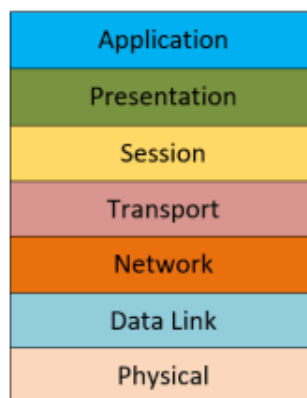 Application
Presentation
Session
Transport
Network
Data Link
Physical